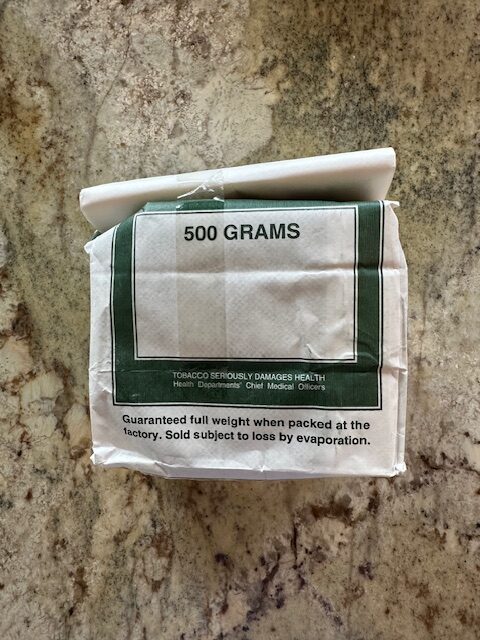 500 GRAMS
TOBACCO SERIOUSLY DAMAGES HEALTH
Health Departments' Chief Medical Officers
Guaranteed full weight when packed at the
factory. Sold subject to loss by evaporation.